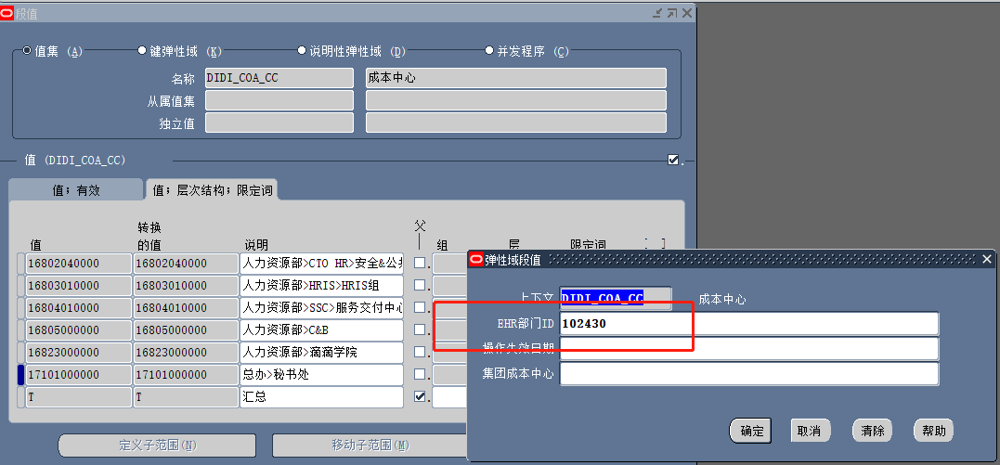 段值
值集 (A) 键弹性域 (K) 说明性弹性域 (D) 并发程序 (C)
名称 DIDI_COA_CC 成本中心
从属值集
独立值
值 (DIDI_COA_CC)
值; 有效 值; 层次结构; 限定词
值 转换的值 说明 父 组 层 限定词 [ ]
16802040000 16802040000 人力资源部>CTO HR>安全&公共
16803010000 16803010000 人力资源部>HRIS>HRIS组
16804010000 16804010000 人力资源部>SSC>服务交付中心
16805000000 16805000000 人力资源部>C&B
16823000000 16823000000 人力资源部>滴滴学院
17101000000 17101000000 总办>秘书处
T T 汇总
定义子范围(N) 移动子范围(M)
弹性域段值
上下文 DIDI_COA_CC 成本中心
EHR部门ID 102430
操作失效日期
集团成本中心
确定 取消 清除 帮助